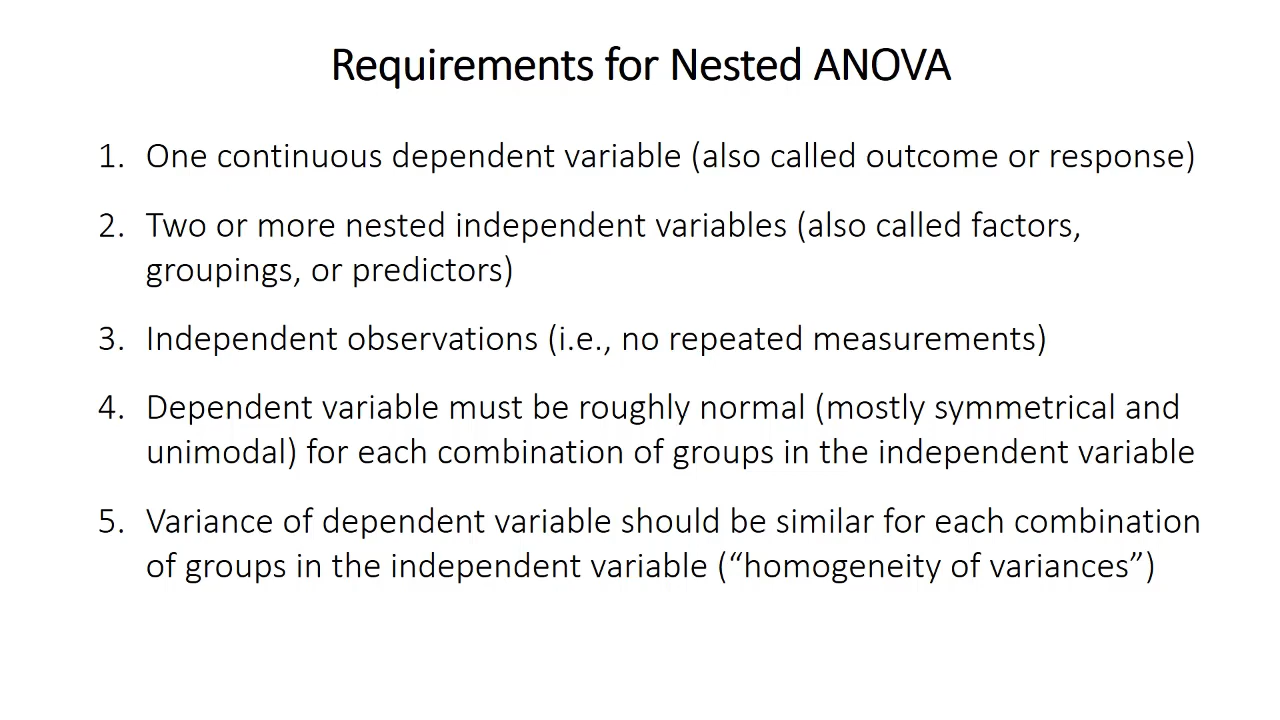 Requirements for Nested ANOVA
1. One continuous dependent variable (also called outcome or response)
2. Two or more nested independent variables (also called factors,
groupings, or predictors)
3. Independent observations (i.e., no repeated measurements)
4. Dependent variable must be roughly normal (mostly symmetrical and
unimodal) for each combination of groups in the independent variable
5. Variance of dependent variable should be similar for each combination
of groups in the independent variable (“homogeneity of variances”)